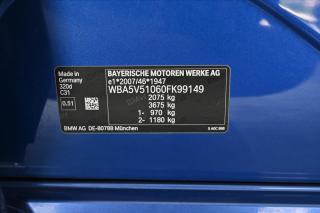 BAYERISCHE MOTOREN WERKE AG
e1*2007/46*1947
WBA5V51060FK99149
2075 kg
3675 kg
1- 970 kg
2- 1180 kg
Made in
Germany
320d
C31
0.51
BMW AG DE-80788 München